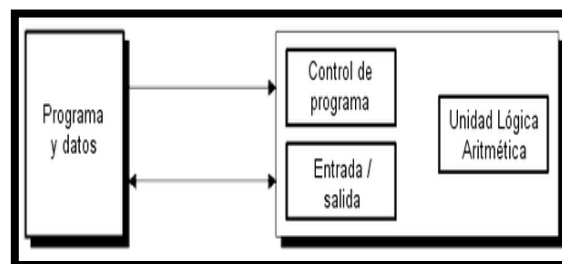 Programa
y datos
Control de
programa
Entrada /
salida
Unidad Lógica
Aritmética